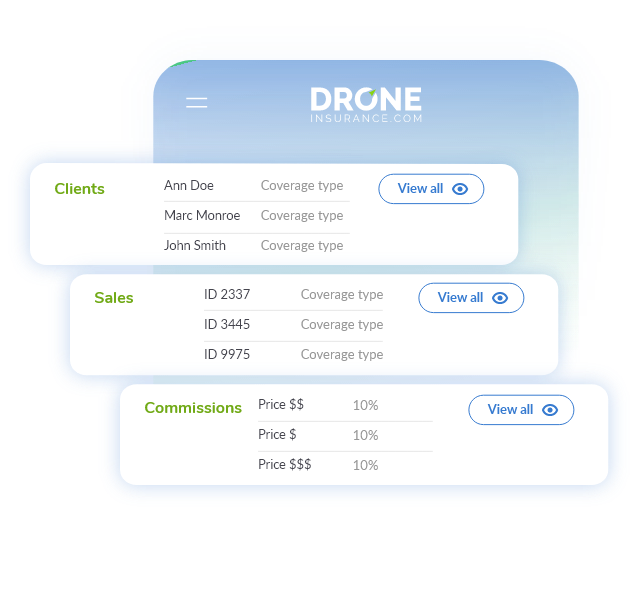 DRONE
INSURANCE.COM
Clients
Ann Doe Coverage type
View all
Marc Monroe Coverage type
John Smith Coverage type
Sales
ID 2337 Coverage type
View all
ID 3445 Coverage type
ID 9975 Coverage type
Commissions
Price $$ 10%
View all
Price $ 10%
Price $$$ 10%